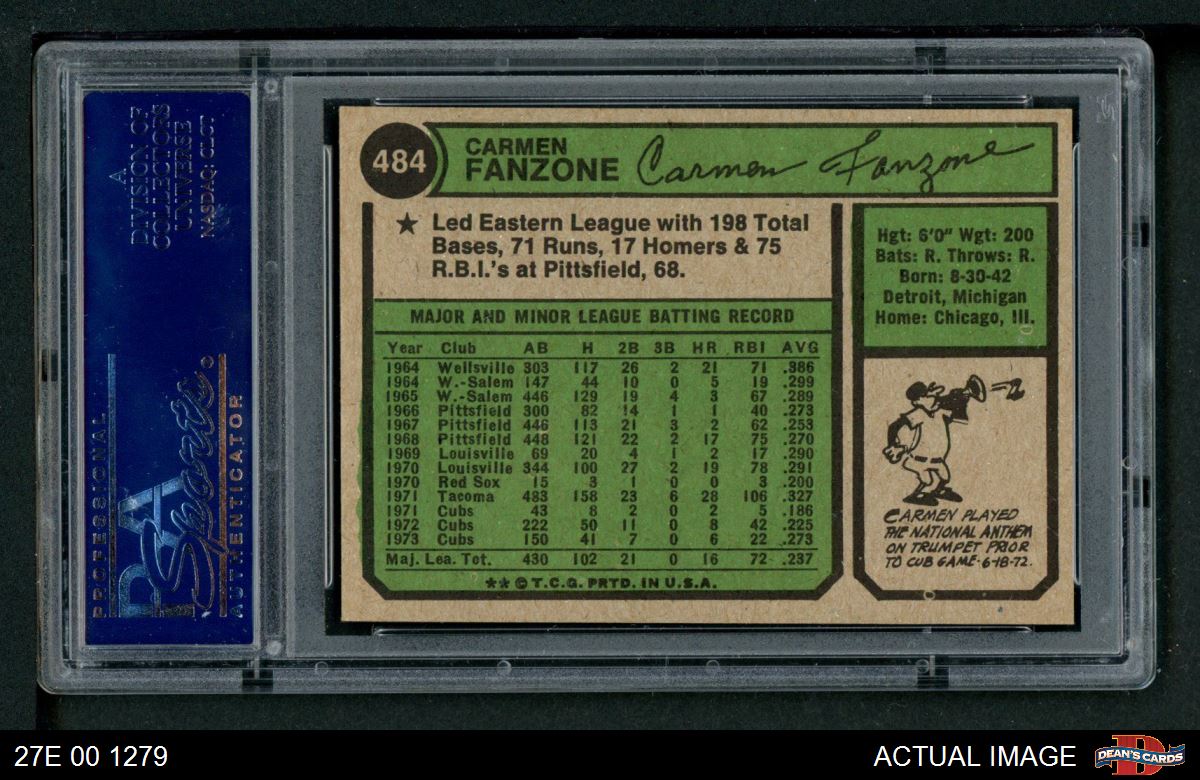 A
DIVISION OF
COLLECTORS
UNIVERSE
NASDAQ: CLCT
PROFESSIONAL
PSA
Sports
AUTHENTICATOR
484
CARMEN
FANZONE
Carmen Fanzone
★ Led Eastern League with 198 Total
Bases, 71 Runs, 17 Homers & 75
R.B.I.'s at Pittsfield, 68.
MAJOR AND MINOR LEAGUE BATTING RECORD
Year Club AB H 2B 3B HR RBI AVG
1964 Wellsville 303 117 26 2 21 71 .386
1964 W.-Salem 147 44 10 0 5 19 .299
1965 W.-Salem 446 129 19 4 3 67 .289
1966 Pittsfield 300 82 14 1 1 40 .273
1967 Pittsfield 446 113 21 3 2 62 .253
1968 Pittsfield 448 121 22 2 17 75 .270
1969 Louisville 69 20 4 1 2 17 .290
1970 Louisville 344 100 27 2 19 78 .291
1970 Red Sox 15 3 1 0 0 3 .200
1971 Tacoma 483 158 23 6 28 106 .327
1971 Cubs 43 8 2 0 2 5 .186
1972 Cubs 222 50 11 0 8 42 .225
1973 Cubs 150 41 7 0 6 22 .273
Maj. Lea. Tot. 430 102 21 0 16 72 .237
★★ © T.C.G. PRTD. IN U.S.A.
Hgt: 6'0" Wgt: 200
Bats: R. Throws: R.
Born: 8-30-42
Detroit, Michigan
Home: Chicago, Ill.
CARMEN PLAYED
THE NATIONAL ANTHEM
ON TRUMPET PRIOR
TO CUB GAME-6-18-72.
27E 00 1279
ACTUAL IMAGE
D
DEAN'S CARDS